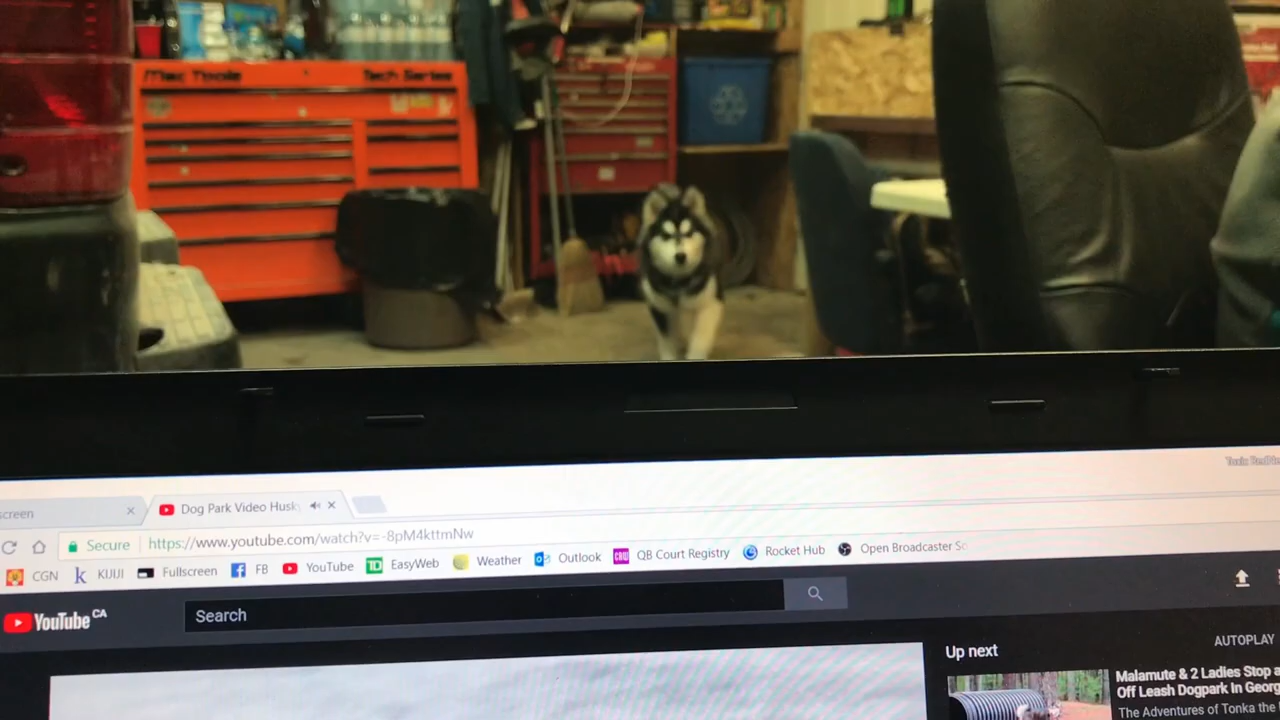 Mac Tools Tech Series
screen
Dog Park Video Husk
Secure https://www.youtube.com/watch?v=-8pM4kttmNw
CGN KIJIJI Fullscreen FB YouTube EasyWeb Weather Outlook QB Court Registry Rocket Hub Open Broadcaster So
YouTube CA
Search
Up next
AUTOPLAY
Malamute & 2 Ladies Stop a
Off Leash Dogpark In Georg
The Adventures of Tonka the